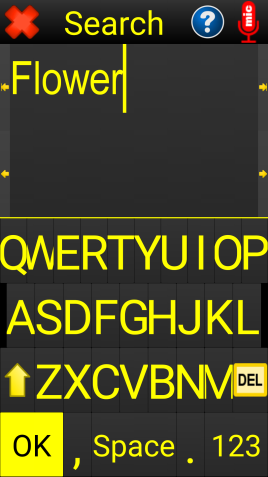 Search ? mic
Flower
QWERTYUIOP
ASDFGHJKL
ZXCVBNM DEL
OK , Space . 123